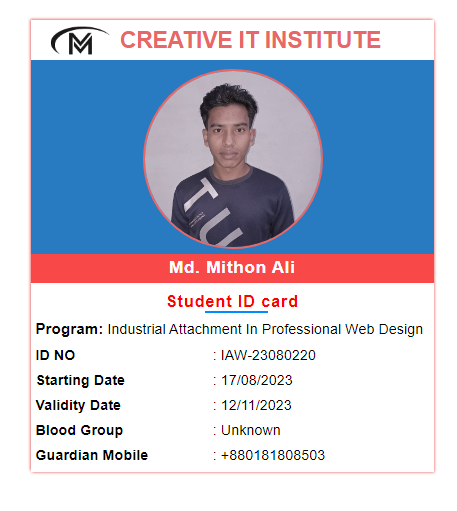 CREATIVE IT INSTITUTE
TU
Md. Mithon Ali
Student ID card
Program: Industrial Attachment In Professional Web Design
ID NO : IAW-23080220
Starting Date : 17/08/2023
Validity Date : 12/11/2023
Blood Group : Unknown
Guardian Mobile : +880181808503